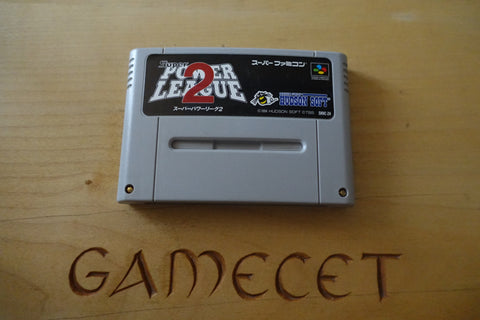 Super
POWER
LEAGUE
2
スーパーパワーリーグ2
スーパーファミコン
HUDSON SOFT
GAMECET